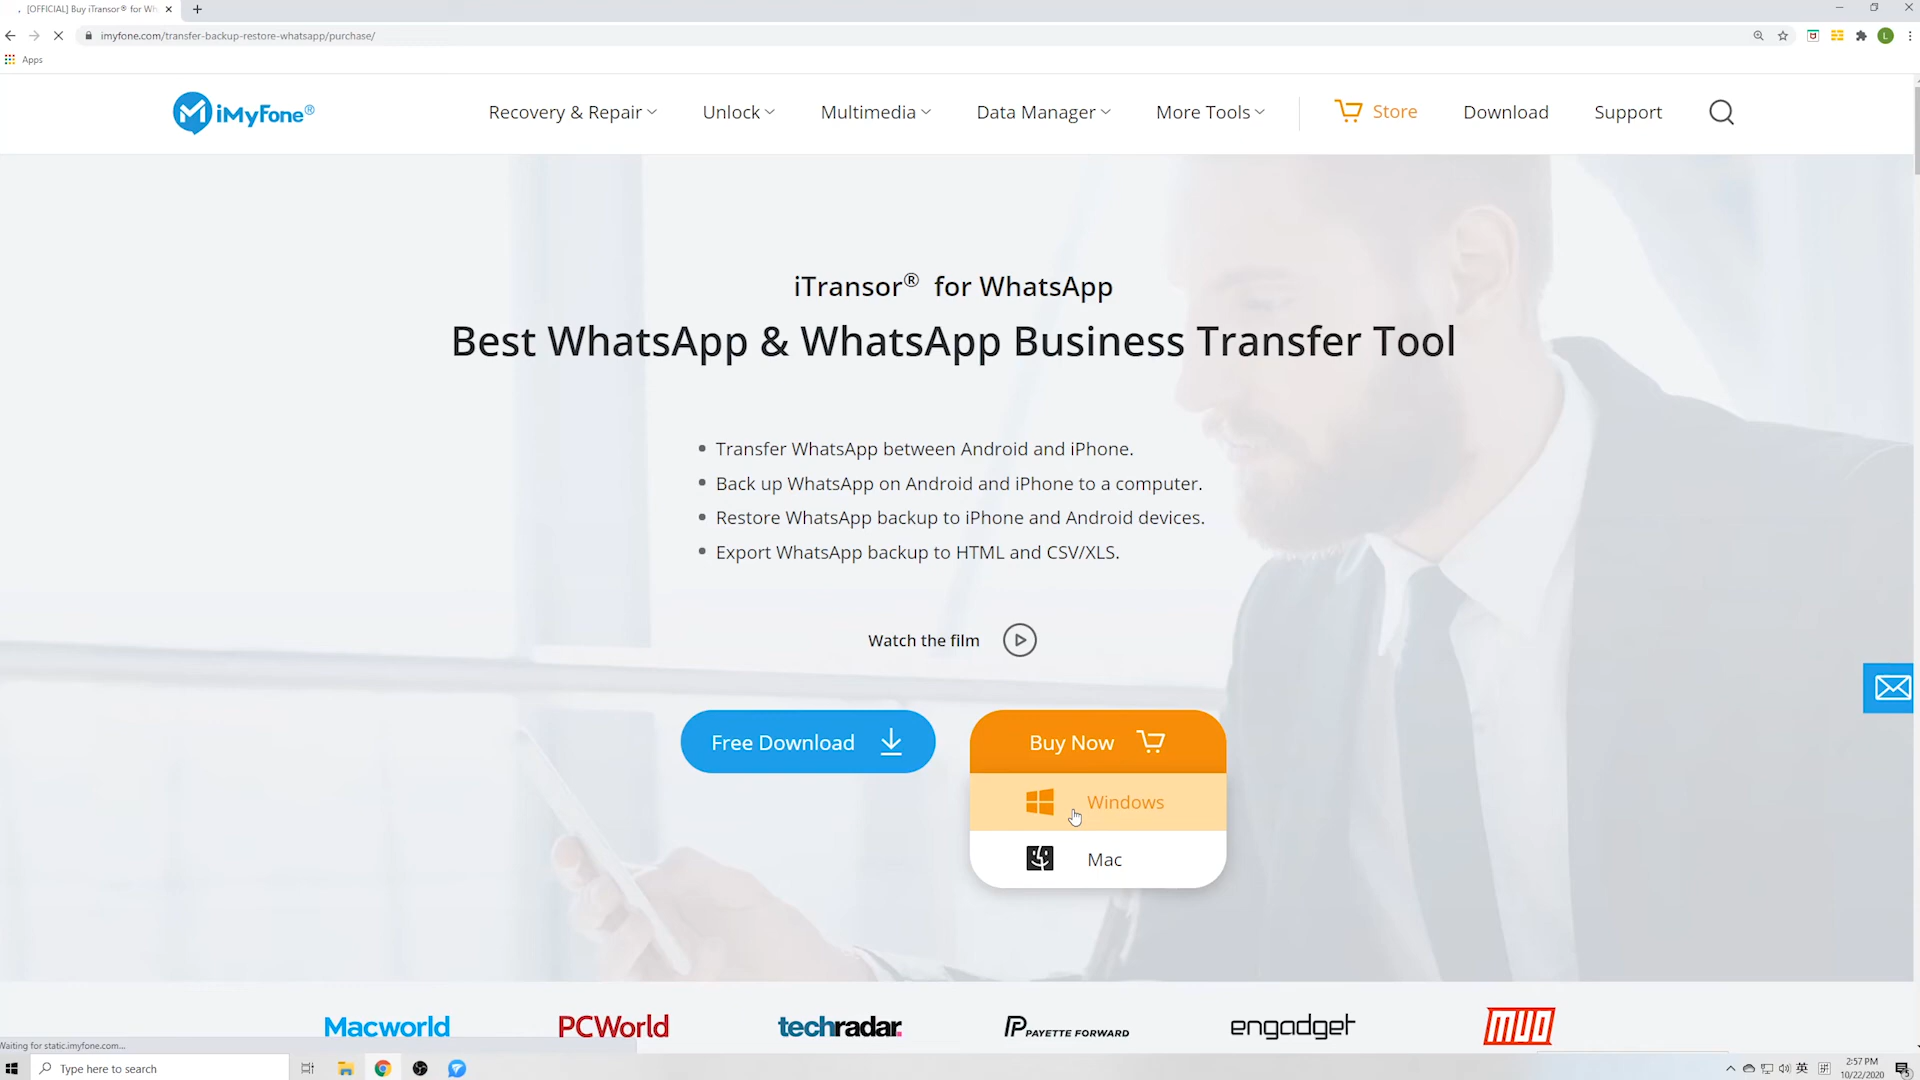 [OFFICIAL] Buy iTransor® for Wh
imyfone.com/transfer-backup-restore-whatsapp/purchase/
L
Apps
iMyFone®
Recovery & Repair
Unlock
Multimedia
Data Manager
More Tools
Store
Download
Support
iTransor® for WhatsApp
Best WhatsApp & WhatsApp Business Transfer Tool
Transfer WhatsApp between Android and iPhone.
Back up WhatsApp on Android and iPhone to a computer.
Restore WhatsApp backup to iPhone and Android devices.
Export WhatsApp backup to HTML and CSV/XLS.
Watch the film
Free Download
Buy Now
Windows
Mac
Macworld
PCWorld
techradar.
PAYETTE FORWARD
engadget
MUO
Waiting for static.imyfone.com...
Type here to search
英
2:57 PM
10/22/2020